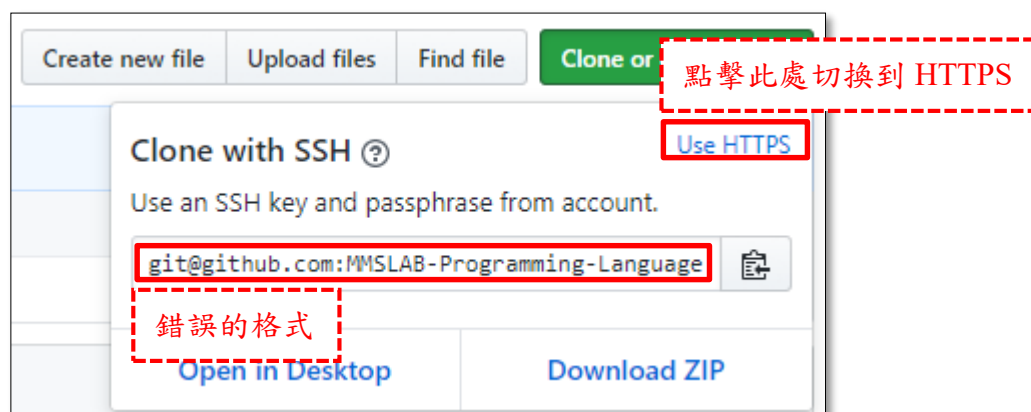 Create new file
Upload files
Find file
Clone or
點擊此處切換到 HTTPS
Clone with SSH
Use HTTPS
Use an SSH key and passphrase from account.
git@github.com:MMSLAB-Programming-Language
錯誤的格式
Open in Desktop
Download ZIP